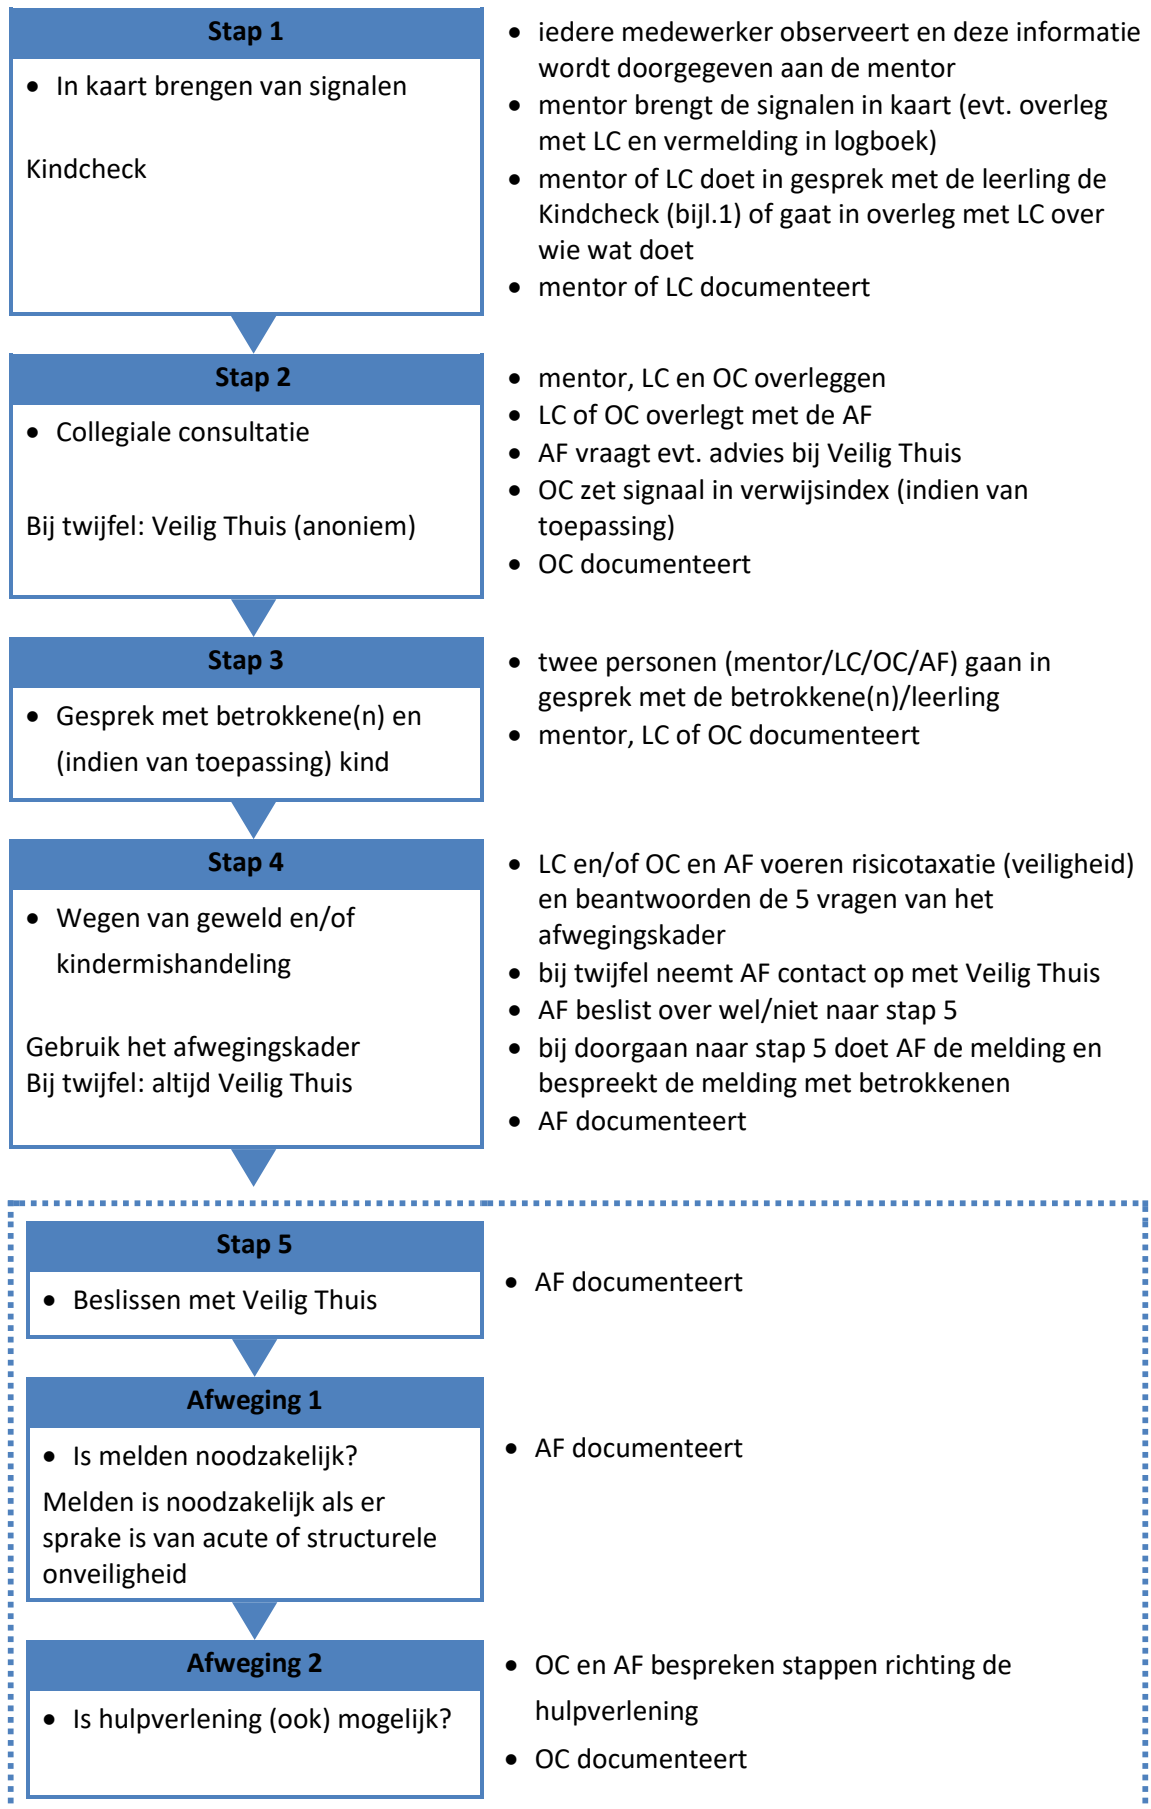 Stap 1
• In kaart brengen van signalen
Kindcheck
• iedere medewerker observeert en deze informatie
wordt doorgegeven aan de mentor
• mentor brengt de signalen in kaart (evt. overleg
met LC en vermelding in logboek)
• mentor of LC doet in gesprek met de leerling de
Kindcheck (bijl.1) of gaat in overleg met LC over
wie wat doet
• mentor of LC documenteert
Stap 2
• Collegiale consultatie
Bij twijfel: Veilig Thuis (anoniem)
• mentor, LC en OC overleggen
• LC of OC overlegt met de AF
• AF vraagt evt. advies bij Veilig Thuis
• OC zet signaal in verwijsindex (indien van
toepassing)
• OC documenteert
Stap 3
• Gesprek met betrokkene(n) en
(indien van toepassing) kind
• twee personen (mentor/LC/OC/AF) gaan in
gesprek met de betrokkene(n)/leerling
• mentor, LC of OC documenteert
Stap 4
• Wegen van geweld en/of
kindermishandeling
Gebruik het afwegingskader
Bij twijfel: altijd Veilig Thuis
• LC en/of OC en AF voeren risicotaxatie (veiligheid)
en beantwoorden de 5 vragen van het
afwegingskader
• bij twijfel neemt AF contact op met Veilig Thuis
• AF beslist over wel/niet naar stap 5
• bij doorgaan naar stap 5 doet AF de melding en
bespreekt de melding met betrokkenen
• AF documenteert
Stap 5
• Beslissen met Veilig Thuis
• AF documenteert
Afweging 1
• Is melden noodzakelijk?
Melden is noodzakelijk als er
sprake is van acute of structurele
onveiligheid
• AF documenteert
Afweging 2
• Is hulpverlening (ook) mogelijk?
• OC en AF bespreken stappen richting de
hulpverlening
• OC documenteert